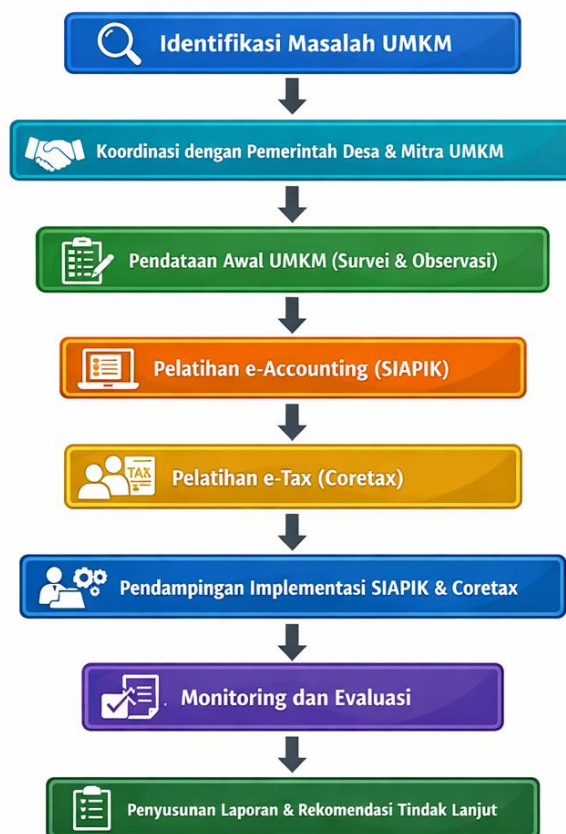 Identifikasi Masalah UMKM
Koordinasi dengan Pemerintah Desa & Mitra UMKM
Pendataan Awal UMKM (Survei & Observasi)
Pelatihan e-Accounting (SIAPIK)
TAX
Pelatihan e-Tax (Coretax)
Pendampingan Implementasi SIAPIK & Coretax
Monitoring dan Evaluasi
Penyusunan Laporan & Rekomendasi Tindak Lanjut